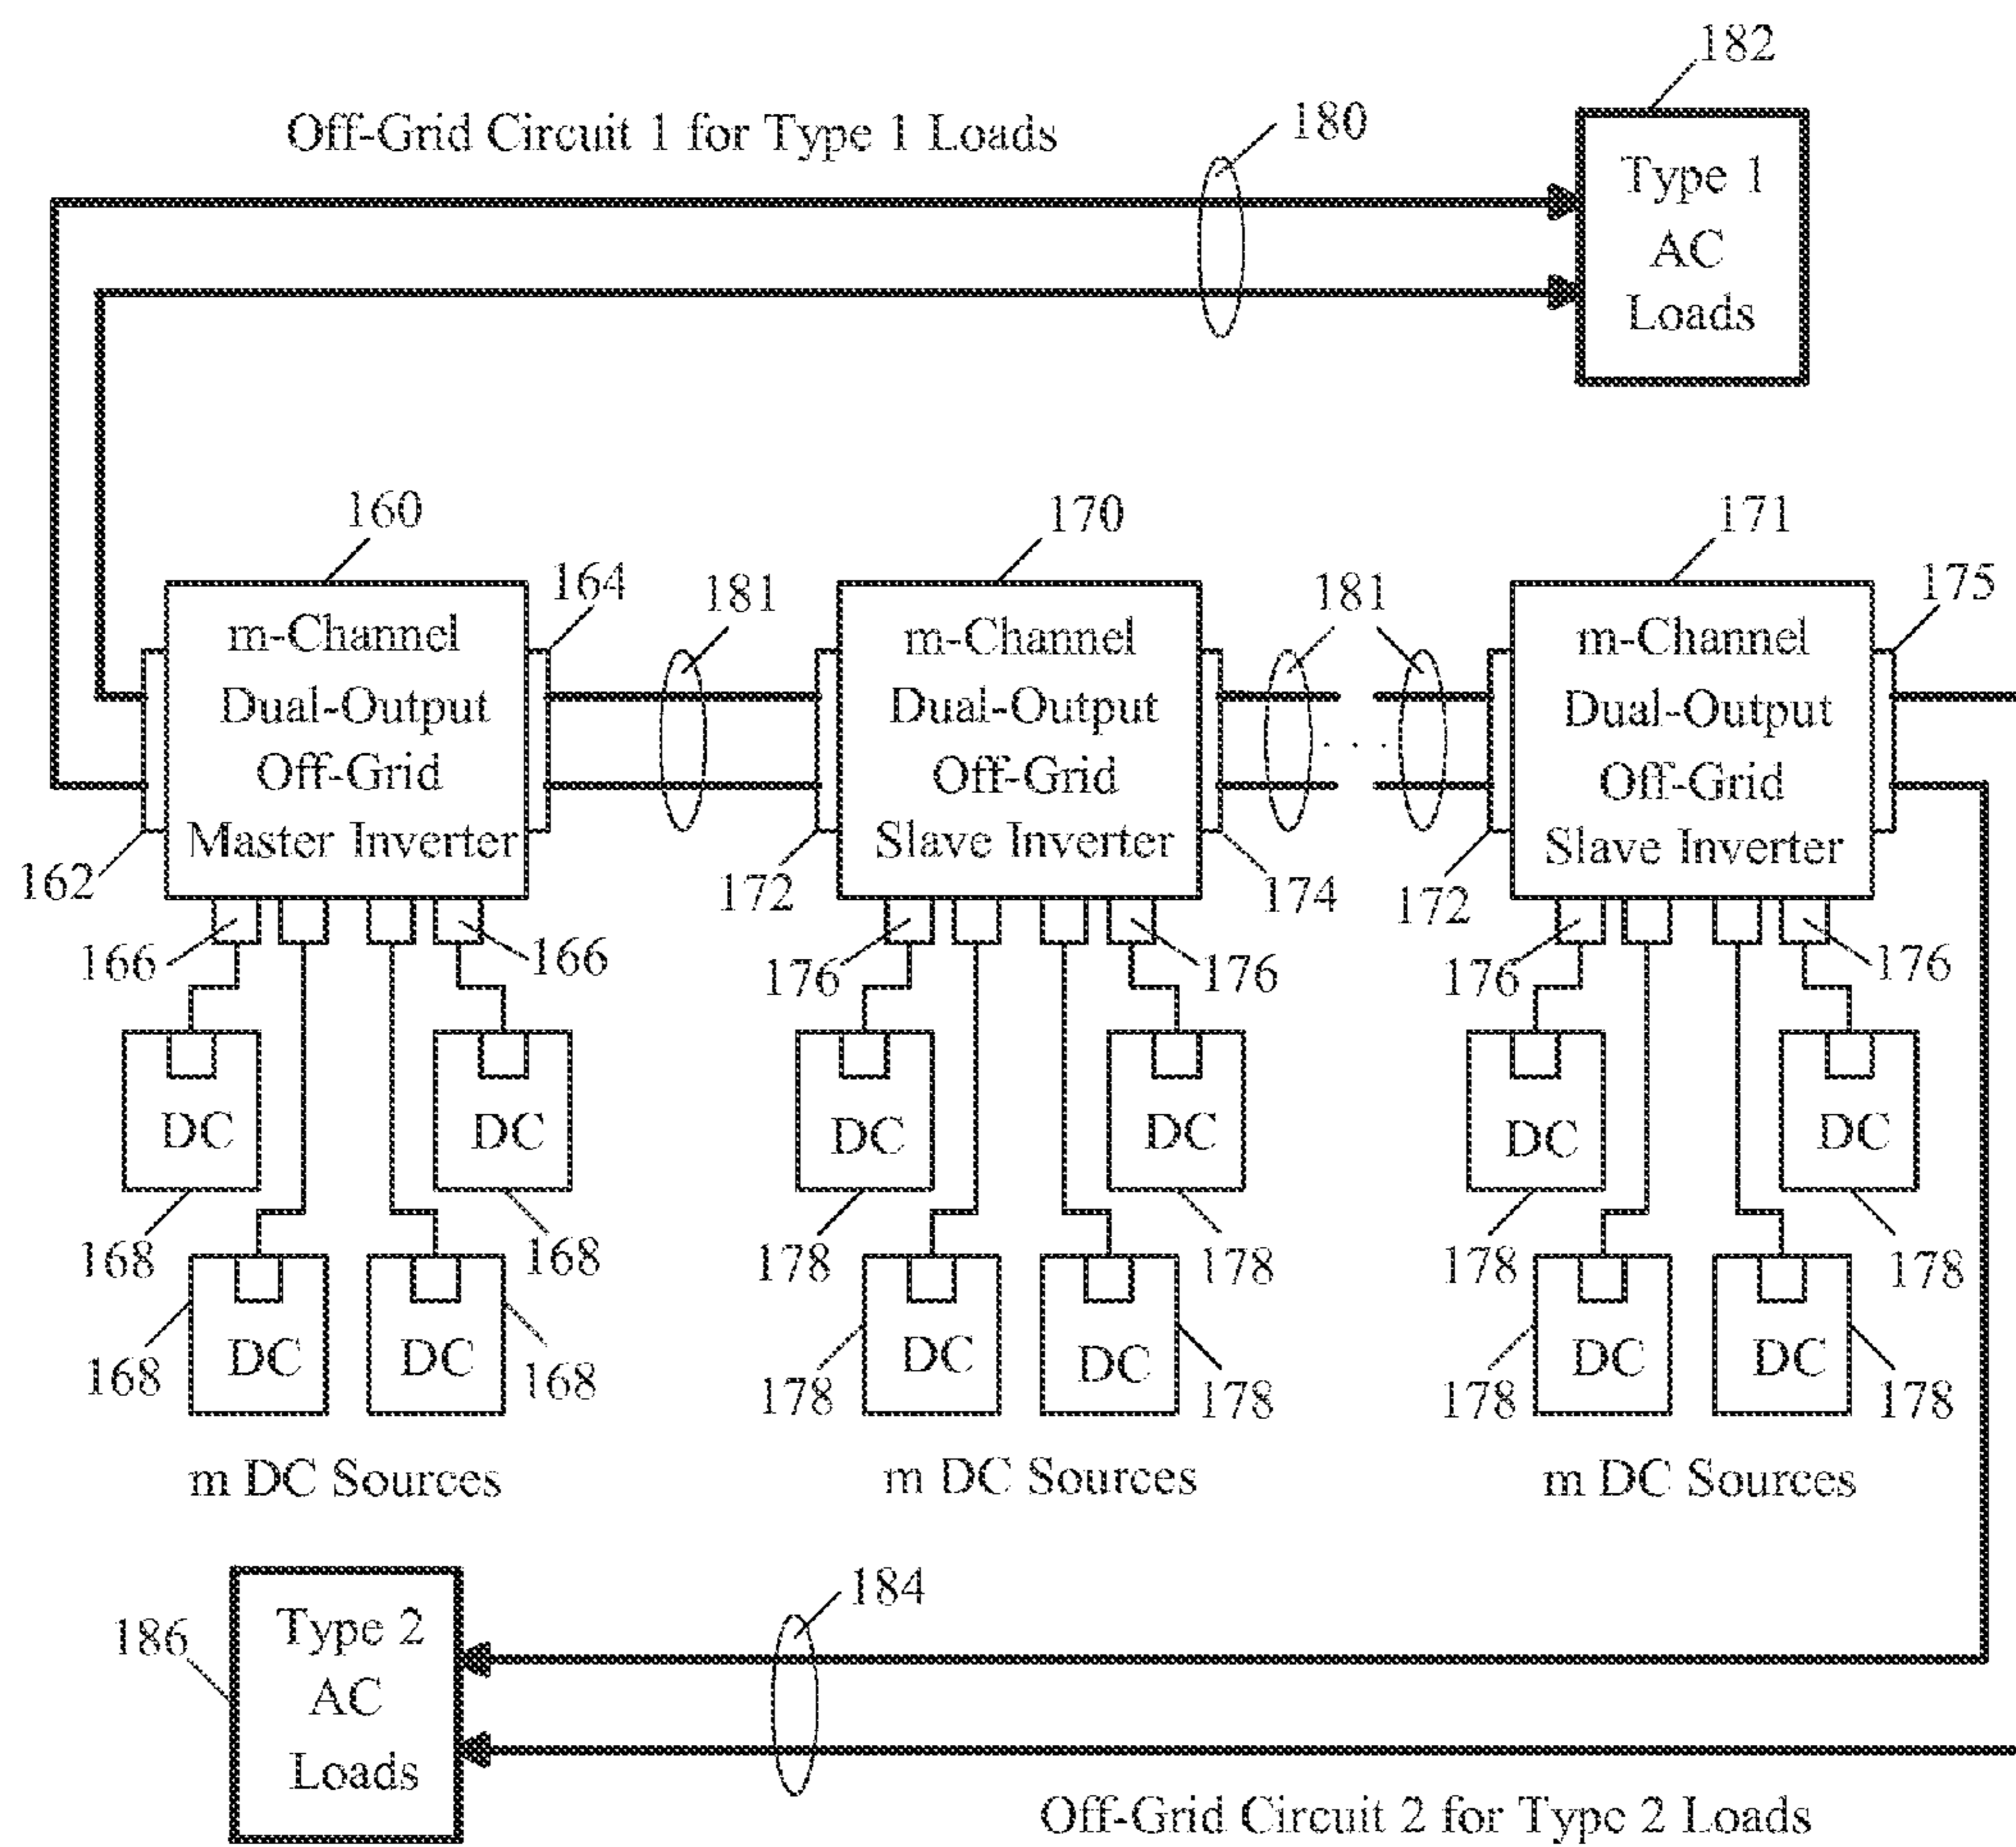 182
Off-Grid Circuit 1 for Type 1 Loads
180
Type 1
AC
Loads
160
170
171
164
181
181
175
m-Channel
Dual-Output
Off-Grid
Master Inverter
m-Channel
Dual-Output
Off-Grid
Slave Inverter
. . .
m-Channel
Dual-Output
Off-Grid
Slave Inverter
162
172
174
172
166
166
176
176
176
176
DC
DC
DC
DC
DC
DC
168
168
178
178
178
178
DC
DC
DC
DC
DC
DC
168
168
178
178
178
178
m DC Sources
m DC Sources
m DC Sources
184
186
Type 2
AC
Loads
Off-Grid Circuit 2 for Type 2 Loads